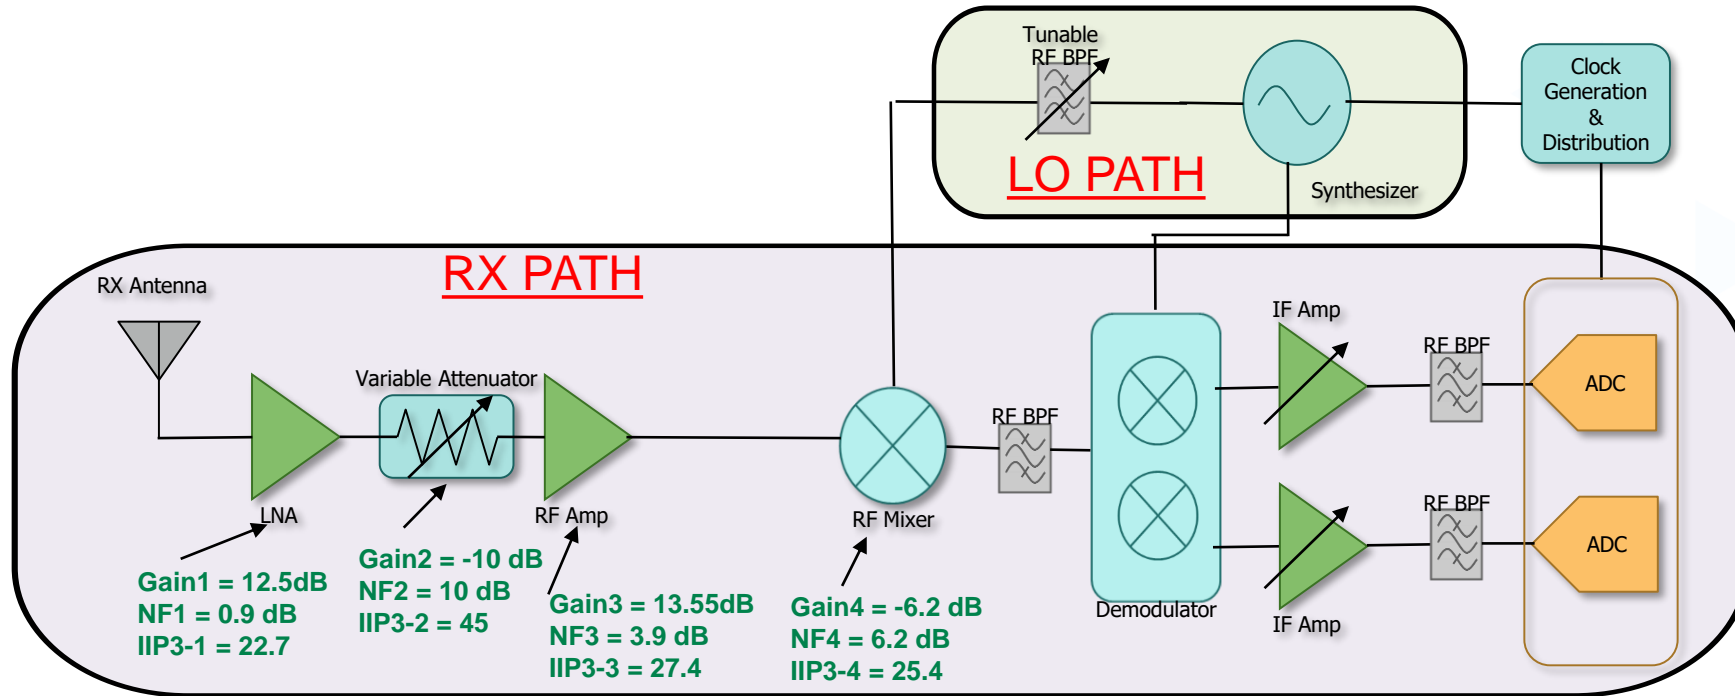 Tunable
RF BPF
Clock
Generation
&
Distribution
LO PATH
Synthesizer
RX PATH
RX Antenna
IF Amp
RF BPF
ADC
Variable Attenuator
RF BPF
LNA
RF Amp
RF Mixer
RF BPF
ADC
Demodulator
IF Amp
Gain1 = 12.5dB
NF1 = 0.9 dB
IIP3-1 = 22.7
Gain2 = -10 dB
NF2 = 10 dB
IIP3-2 = 45
Gain3 = 13.55dB
NF3 = 3.9 dB
IIP3-3 = 27.4
Gain4 = -6.2 dB
NF4 = 6.2 dB
IIP3-4 = 25.4